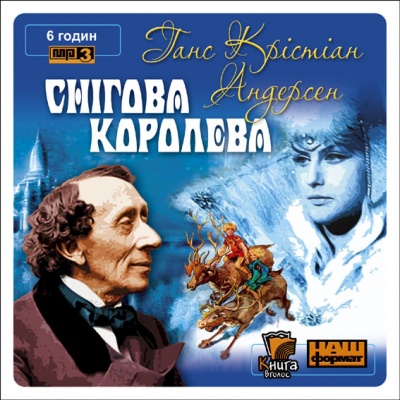 6 годин
mp3
Ганс Крістіан
Андерсен
СНІГОВА
КОРОЛЕВА
Книга
вголос
НАШ
формат